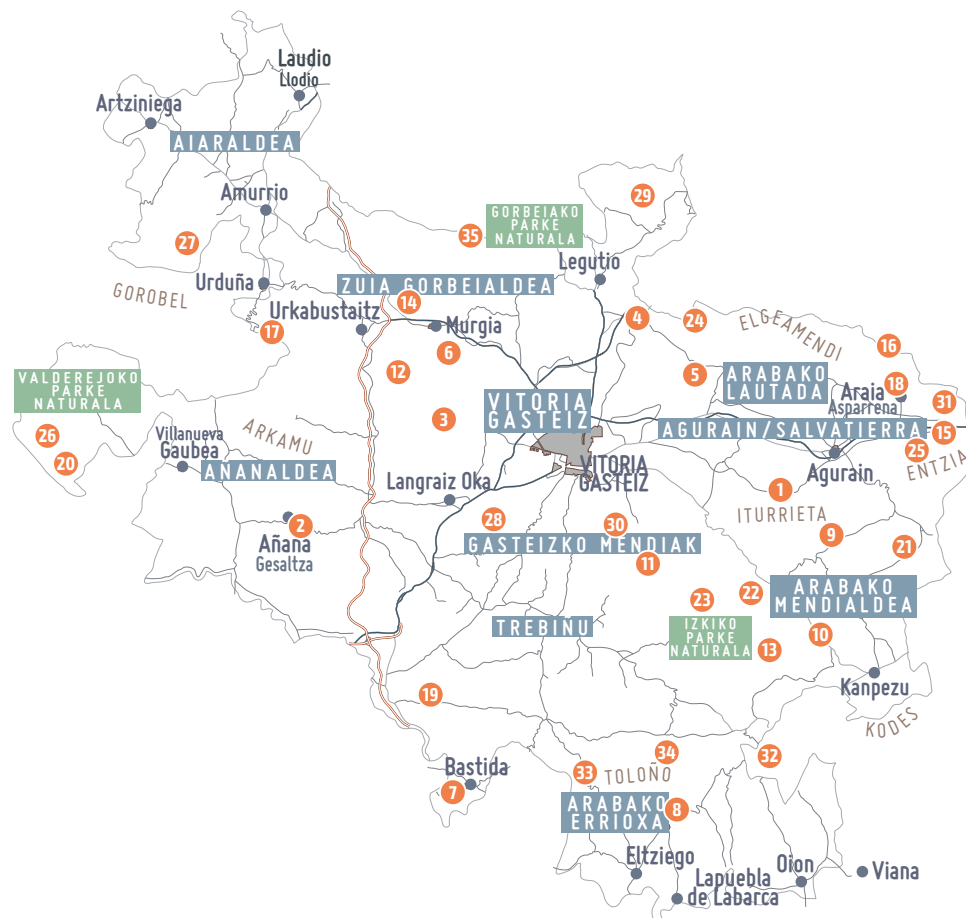 Laudio
Llodio
Artziniega
AIARALDEA
Amurrio
29
GORBEIAKO
PARKE
NATURALA
35
27
Legutio
Urduña
ZUIA GORBEIALDEA
GOROBEL
14
Urkabustaitz
Murgia
17
4
24
ELGEAMENDI
16
6
12
5
ARABAKO
LAUTADA
VALDEREJOKO
PARKE
NATURALA
18
Araia
Asparrena
31
VITORIA
GASTEIZ
3
ARKAMU
AGURAIN/SALVATIERRA
15
26
20
Villanueva
Gaubea
AÑANALDEA
25
ENTZIA
VITORIA
GASTEIZ
Agurain
Langraiz Oka
1
ITURRIETA
2
Añana
Gesaltza
28
30
GASTEIZKO MENDIAK
11
9
21
ARABAKO
MENDIALDEA
22
23
IZKIKO
PARKE
NATURALA
TREBIÑU
10
13
Kanpezu
KODES
19
34
32
Bastida
7
33
TOLOÑO
ARABAKO
ERRIOXA
8
Eltziego
Lapuebla
de Labarca
Oion
Viana